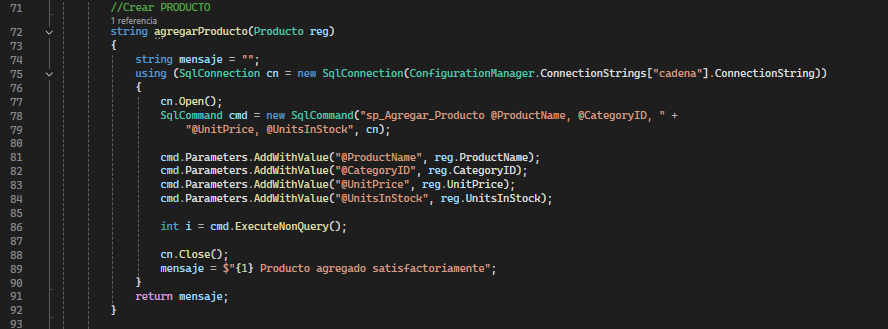 71 //Crear PRODUCTO
1 referencia
72 string agregarProducto(Producto reg)
73 {
74 string mensaje = "";
75 using (SqlConnection cn = new SqlConnection(ConfigurationManager.ConnectionStrings["cadena"].ConnectionString))
76 {
77 cn.Open();
78 SqlCommand cmd = new SqlCommand("sp_Agregar_Producto @ProductName, @CategoryID, " +
79 "@UnitPrice, @UnitsInStock", cn);
80
81 cmd.Parameters.AddWithValue("@ProductName", reg.ProductName);
82 cmd.Parameters.AddWithValue("@CategoryID", reg.CategoryID);
83 cmd.Parameters.AddWithValue("@UnitPrice", reg.UnitPrice);
84 cmd.Parameters.AddWithValue("@UnitsInStock", reg.UnitsInStock);
85
86 int i = cmd.ExecuteNonQuery();
87
88 cn.Close();
89 mensaje = $"{1} Producto agregado satisfactoriamente";
90 }
91 return mensaje;
92 }
93